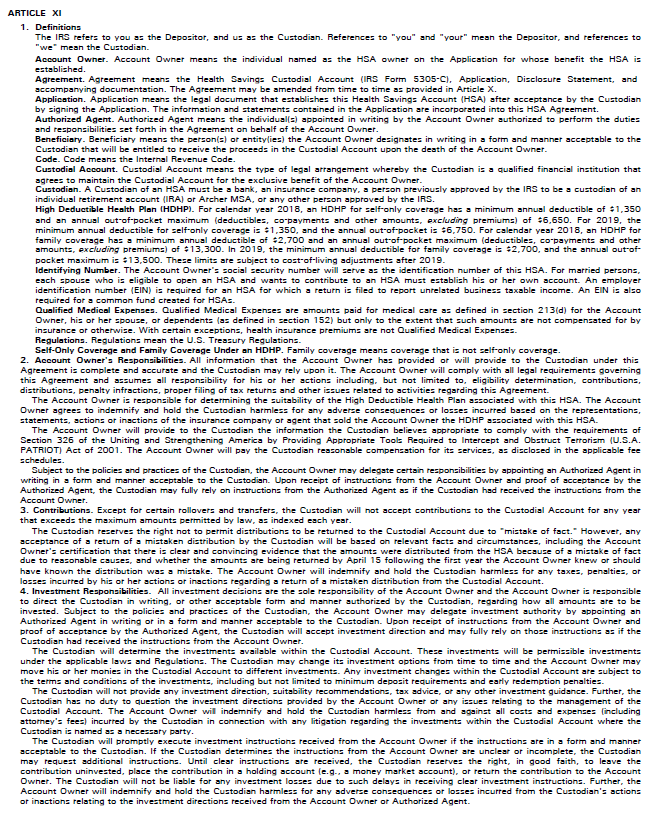 ARTICLE XI
1. Definitions
The IRS refers to you as the Depositor, and us as the Custodian. References to "you" and "your" mean the Depositor, and references to
"we" mean the Custodian.
Account Owner. Account Owner means the individual named as the HSA owner on the Application for whose benefit the HSA is
established.
Agreement. Agreement means the Health Savings Custodial Account (IRS Form 5305-C), Application, Disclosure Statement, and
accompanying documentation. The Agreement may be amended from time to time as provided in Article X.
Application. Application means the legal document that establishes this Health Savings Account (HSA) after acceptance by the Custodian
by signing the Application. The information and statements contained in the Application are incorporated into this HSA Agreement.
Authorized Agent. Authorized Agent means the individual(s) appointed in writing by the Account Owner authorized to perform the duties
and responsibilities set forth in the Agreement on behalf of the Account Owner.
Beneficiary. Beneficiary means the person(s) or entity(ies) the Account Owner designates in writing in a form and manner acceptable to the
Custodian that will be entitled to receive the proceeds in the Custodial Account upon the death of the Account Owner.
Code. Code means the Internal Revenue Code.
Custodial Account. Custodial Account means the type of legal arrangement whereby the Custodian is a qualified financial institution that
agrees to maintain the Custodial Account for the exclusive benefit of the Account Owner.
Custodian. A Custodian of an HSA must be a bank, an insurance company, a person previously approved by the IRS to be a custodian of an
individual retirement account (IRA) or Archer MSA, or any other person approved by the IRS.
High Deductible Health Plan (HDHP). For calendar year 2018, an HDHP for self-only coverage has a minimum annual deductible of $1,350
and an annual out-of-pocket maximum (deductibles, co-payments and other amounts, excluding premiums) of $6,650. For 2019, the
minimum annual deductible for self-only coverage is $1,350, and the annual out-of-pocket is $6,750. For calendar year 2018, an HDHP for
family coverage has a minimum annual deductible of $2,700 and an annual out-of-pocket maximum (deductibles, co-payments and other
amounts, excluding premiums) of $13,300. In 2019, the minimum annual deductible for family coverage is $2,700, and the annual out-of-
pocket maximum is $13,500. These limits are subject to cost-of-living adjustments after 2019.
Identifying Number. The Account Owner's social security number will serve as the identification number of this HSA. For married persons,
each spouse who is eligible to open an HSA and wants to contribute to an HSA must establish his or her own account. An employer
identification number (EIN) is required for an HSA for which a return is filed to report unrelated business taxable income. An EIN is also
required for a common fund created for HSAs.
Qualified Medical Expenses. Qualified Medical Expenses are amounts paid for medical care as defined in section 213(d) for the Account
Owner, his or her spouse, or dependents (as defined in section 152) but only to the extent that such amounts are not compensated for by
insurance or otherwise. With certain exceptions, health insurance premiums are not Qualified Medical Expenses.
Regulations. Regulations mean the U.S. Treasury Regulations.
Self-Only Coverage and Family Coverage Under an HDHP. Family coverage means coverage that is not self-only coverage.
2. Account Owner's Responsibilities. All information that the Account Owner has provided or will provide to the Custodian under this
Agreement is complete and accurate and the Custodian may rely upon it. The Account Owner will comply with all legal requirements governing
this Agreement and assumes all responsibility for his or her actions including, but not limited to, eligibility determination, contributions,
distributions, penalty infractions, proper filing of tax returns and other issues related to activities regarding this Agreement.
The Account Owner is responsible for determining the suitability of the High Deductible Health Plan associated with this HSA. The Account
Owner agrees to indemnify and hold the Custodian harmless for any adverse consequences or losses incurred based on the representations,
statements, actions or inactions of the insurance company or agent that sold the Account Owner the HDHP associated with this HSA.
The Account Owner will provide to the Custodian the information the Custodian believes appropriate to comply with the requirements of
Section 326 of the Uniting and Strengthening America by Providing Appropriate Tools Required to Intercept and Obstruct Terrorism (U.S.A.
PATRIOT) Act of 2001. The Account Owner will pay the Custodian reasonable compensation for its services, as disclosed in the applicable fee
schedules.
Subject to the policies and practices of the Custodian, the Account Owner may delegate certain responsibilities by appointing an Authorized Agent in
writing in a form and manner acceptable to the Custodian. Upon receipt of instructions from the Account Owner and proof of acceptance by the
Authorized Agent, the Custodian may fully rely on instructions from the Authorized Agent as if the Custodian had received the instructions from the
Account Owner.
3. Contributions. Except for certain rollovers and transfers, the Custodian will not accept contributions to the Custodial Account for any year
that exceeds the maximum amounts permitted by law, as indexed each year.
The Custodian reserves the right not to permit distributions to be returned to the Custodial Account due to "mistake of fact." However, any
acceptance of a return of a mistaken distribution by the Custodian will be based on relevant facts and circumstances, including the Account
Owner's certification that there is clear and convincing evidence that the amounts were distributed from the HSA because of a mistake of fact
due to reasonable causes, and whether the amounts are being returned by April 15 following the first year the Account Owner knew or should
have known the distribution was a mistake. The Account Owner will indemnify and hold the Custodian harmless for any taxes, penalties, or
losses incurred by his or her actions or inactions regarding a return of a mistaken distribution from the Custodial Account.
4. Investment Responsibilities. All investment decisions are the sole responsibility of the Account Owner and the Account Owner is responsible
to direct the Custodian in writing, or other acceptable form and manner authorized by the Custodian, regarding how all amounts are to be
invested. Subject to the policies and practices of the Custodian, the Account Owner may delegate investment authority by appointing an
Authorized Agent in writing or in a form and manner acceptable to the Custodian. Upon receipt of instructions from the Account Owner and
proof of acceptance by the Authorized Agent, the Custodian will accept investment direction and may fully rely on those instructions as if the
Custodian had received the instructions from the Account Owner.
The Custodian will determine the investments available within the Custodial Account. These investments will be permissible investments
under the applicable laws and Regulations. The Custodian may change its investment options from time to time and the Account Owner may
move his or her monies in the Custodial Account to different investments. Any investment changes within the Custodial Account are subject to
the terms and conditions of the investments, including but not limited to minimum deposit requirements and early redemption penalties.
The Custodian will not provide any investment direction, suitability recommendations, tax advice, or any other investment guidance. Further, the
Custodian has no duty to question the investment directions provided by the Account Owner or any issues relating to the management of the
Custodial Account. The Account Owner will indemnify and hold the Custodian harmless from and against all costs and expenses (including
attorney's fees) incurred by the Custodian in connection with any litigation regarding the investments within the Custodial Account where the
Custodian is named as a necessary party.
The Custodian will promptly execute investment instructions received from the Account Owner if the instructions are in a form and manner
acceptable to the Custodian. If the Custodian determines the instructions from the Account Owner are unclear or incomplete, the Custodian
may request additional instructions. Until clear instructions are received, the Custodian reserves the right, in good faith, to leave the
contribution uninvested, place the contribution in a holding account (e.g., a money market account), or return the contribution to the Account
Owner. The Custodian will not be liable for any investment losses due to such delays in receiving clear investment instructions. Further, the
Account Owner will indemnify and hold the Custodian harmless for any adverse consequences or losses incurred from the Custodian's actions
or inactions relating to the investment directions received from the Account Owner or Authorized Agent.